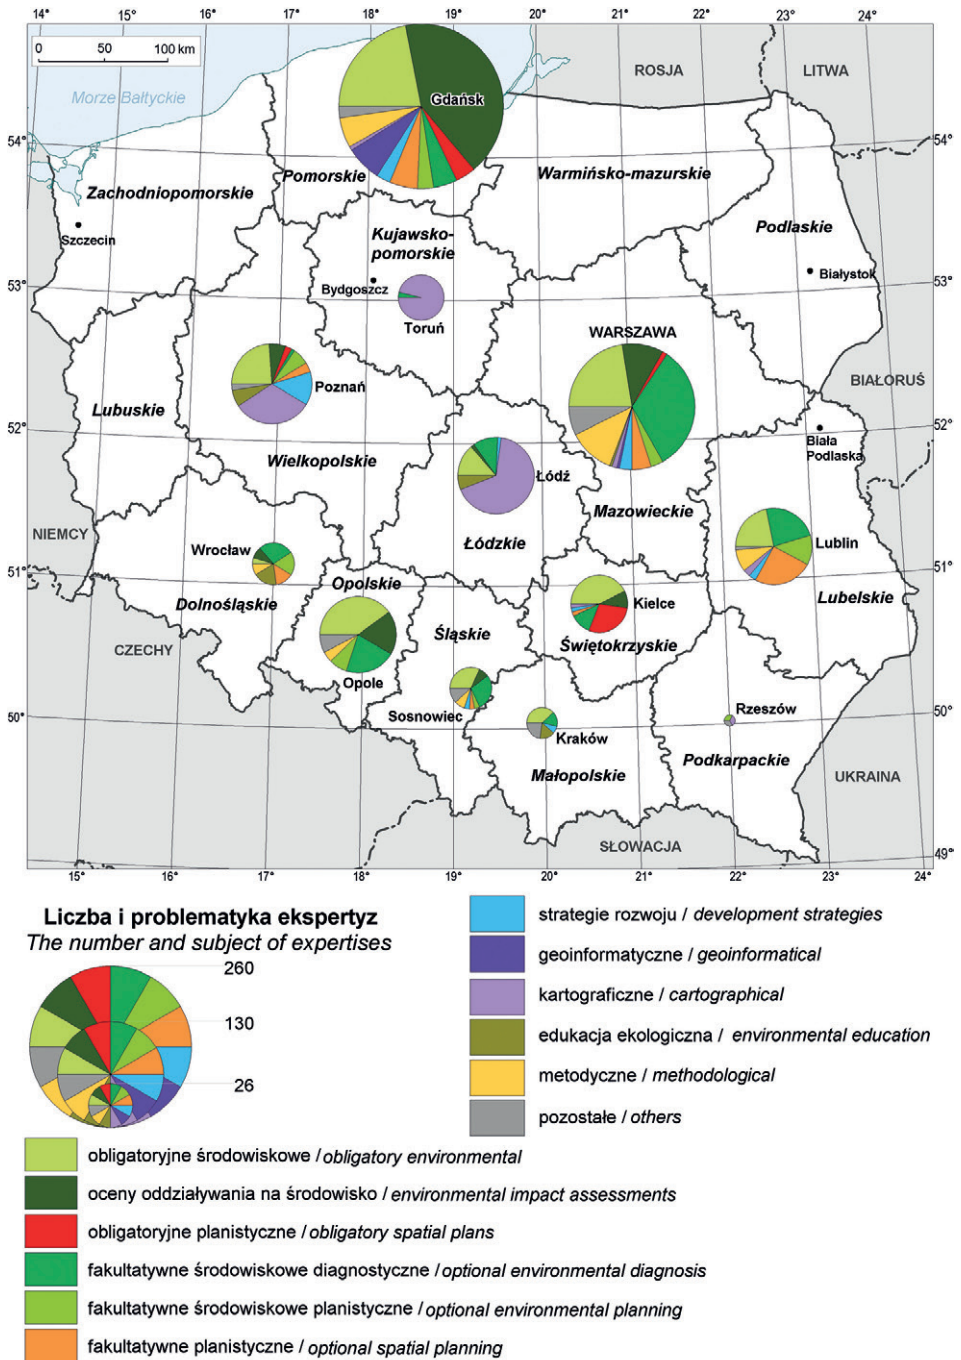 14° 15° 16° 17° 18° 19° 20° 21° 22° 23° 24°
0 50 100 km
ROSJA
LITWA
Morze Bałtyckie
Gdańsk
54°
54°
Pomorskie
Warmińsko-mazurskie
Zachodniopomorskie
Szczecin
Podlaskie
Kujawsko-
pomorskie
Białystok
53°
53°
Bydgoszcz
Toruń
WARSZAWA
Poznań
BIAŁORUŚ
Lubuskie
52°
52°
Biała
Podlaska
Wielkopolskie
Łódź
Mazowieckie
NIEMCY
Wrocław
Łódzkie
Lublin
51°
51°
Opolskie
Dolnośląskie
Kielce
Lubelskie
Śląskie
Świętokrzyskie
CZECHY
Opole
Sosnowiec
Rzeszów
50°
50°
Kraków
Podkarpackie
Małopolskie
UKRAINA
SŁOWACJA
49°
15° 16° 17° 18° 19° 20° 21° 22° 23° 24°
Liczba i problematyka ekspertyz
The number and subject of expertises
260
130
26
strategie rozwoju / development strategies
geoinformatyczne / geoinformatical
kartograficzne / cartographical
edukacja ekologiczna / environmental education
metodyczne / methodological
pozostałe / others
obligatoryjne środowiskowe / obligatory environmental
oceny oddziaływania na środowisko / environmental impact assessments
obligatoryjne planistyczne / obligatory spatial plans
fakultatywne środowiskowe diagnostyczne / optional environmental diagnosis
fakultatywne środowiskowe planistyczne / optional environmental planning
fakultatywne planistyczne / optional spatial planning